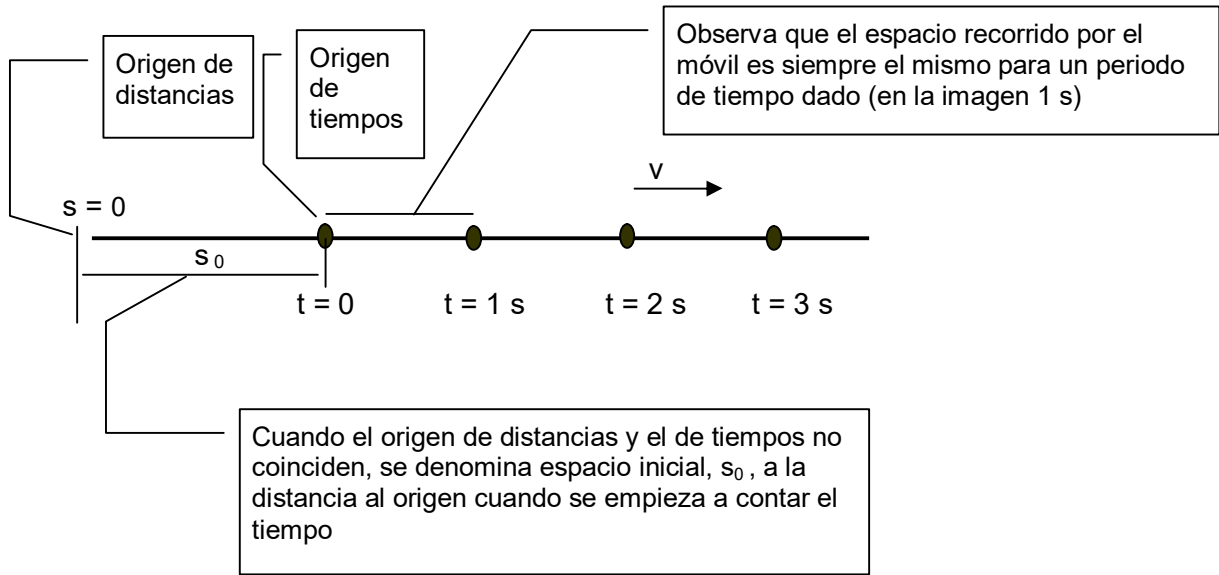 Origen de
distancias
Origen
de
tiempos
Observa que el espacio recorrido por el
móvil es siempre el mismo para un periodo
de tiempo dado (en la imagen 1 s)
v
s = 0
s 0
t = 0
t = 1 s
t = 2 s
t = 3 s
Cuando el origen de distancias y el de tiempos no
coinciden, se denomina espacio inicial, s0 , a la
distancia al origen cuando se empieza a contar el
tiempo